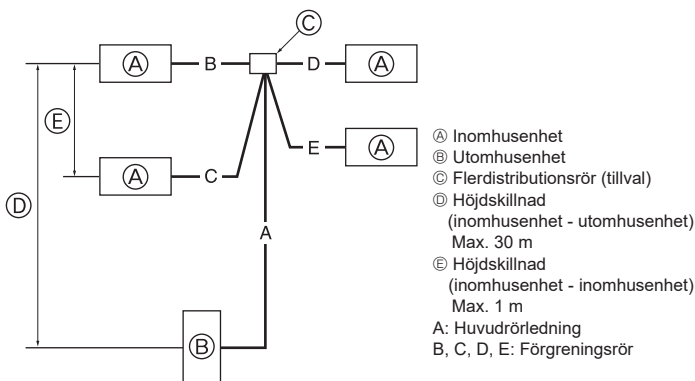 Ⓒ
Ⓐ B D Ⓐ
Ⓔ
Ⓐ C E Ⓐ
Ⓓ
A
Ⓑ
Ⓐ Inomhusenhet
Ⓑ Utomhusenhet
Ⓒ Flerdistributionsrör (tillval)
Ⓓ Höjdskillnad
(inomhusenhet - utomhusenhet)
Max. 30 m
Ⓔ Höjdskillnad
(inomhusenhet - inomhusenhet)
Max. 1 m
A: Huvudrörledning
B, C, D, E: Förgreningsrör